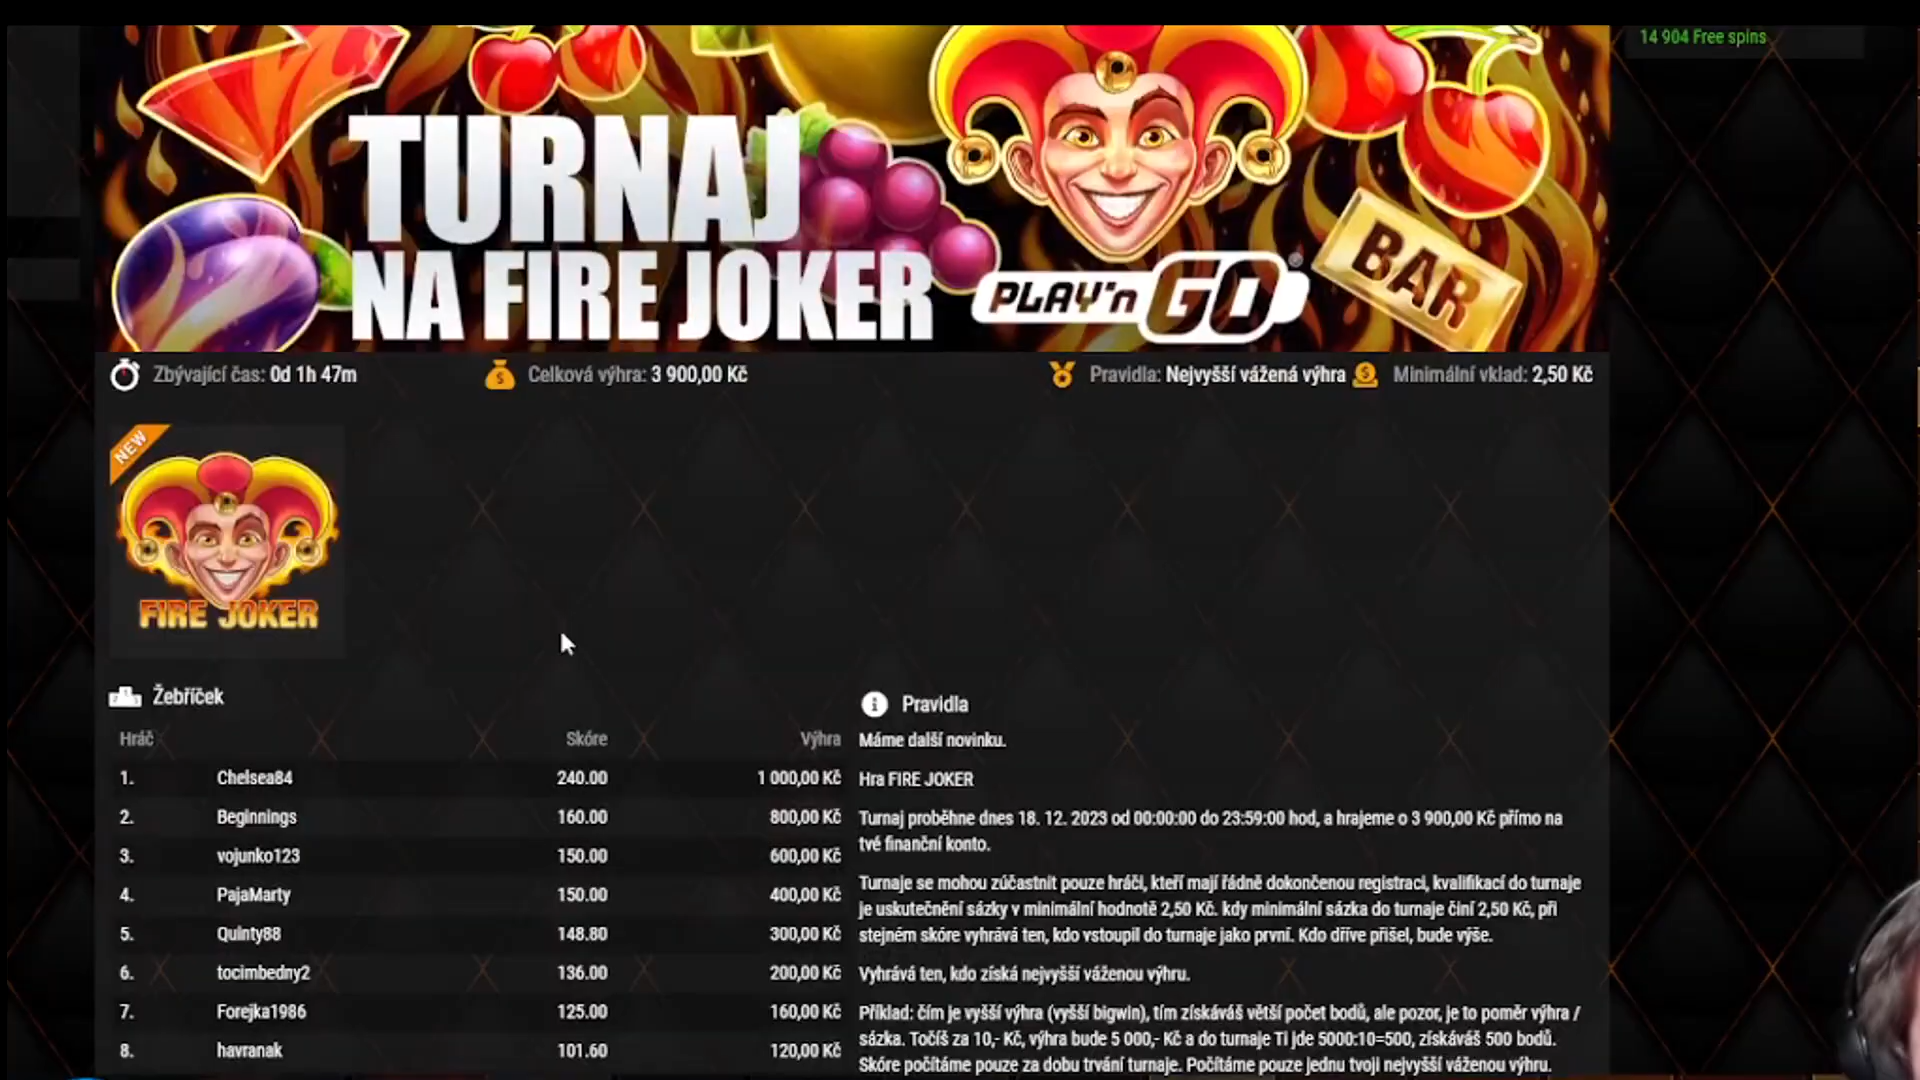 14 904 Free spins
TURNAJ
NA FIRE JOKER
PLAY'n GO®
BAR
Zbývající čas: 0d 1h 47m
Celková výhra: 3 900,00 Kč
Pravidla: Nejvyšší vážená výhra
Minimální vklad: 2,50 Kč
NEW
FIRE JOKER
Žebříček
Hráč Skóre Výhra
1. Chelsea84 240.00 1 000,00 Kč
2. Beginnings 160.00 800,00 Kč
3. vojunko123 150.00 600,00 Kč
4. PajaMarty 150.00 400,00 Kč
5. Quinty88 148.80 300,00 Kč
6. tocimbedny2 136.00 200,00 Kč
7. Forejka1986 125.00 160,00 Kč
8. havranak 101.60 120,00 Kč
Pravidla
Máme další novinku.
Hra FIRE JOKER
Turnaj proběhne dnes 18. 12. 2023 od 00:00:00 do 23:59:00 hod, a hrajeme o 3 900,00 Kč přímo na
tvé finanční konto.
Turnaje se mohou zúčastnit pouze hráči, kteří mají řádně dokončenou registraci, kvalifikací do turnaje
je uskutečnění sázky v minimální hodnotě 2,50 Kč. kdy minimální sázka do turnaje činí 2,50 Kč, při
stejném skóre vyhrává ten, kdo vstoupil do turnaje jako první. Kdo dříve přišel, bude výše.
Vyhrává ten, kdo získá nejvyšší váženou výhru.
Příklad: čím je vyšší výhra (vyšší bigwin), tím získáváš větší počet bodů, ale pozor, je to poměr výhra /
sázka. Točíš za 10,- Kč, výhra bude 5 000,- Kč a do turnaje Ti jde 5000:10=500, získáváš 500 bodů.
Skóre počítáme pouze za dobu trvání turnaje. Počítáme pouze jednu tvoji nejvyšší váženou výhru.